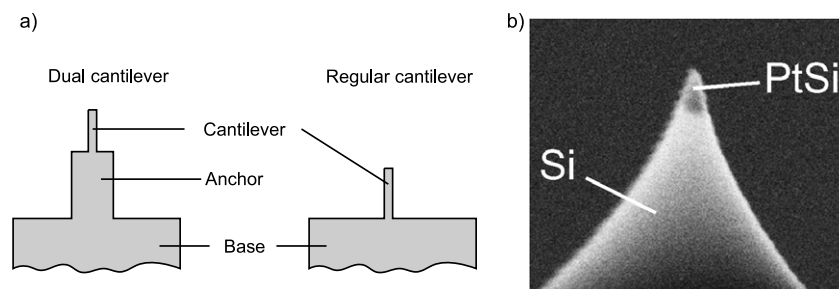 a)
Dual cantilever
Regular cantilever
Cantilever
Anchor
Base
b)
PtSi
Si